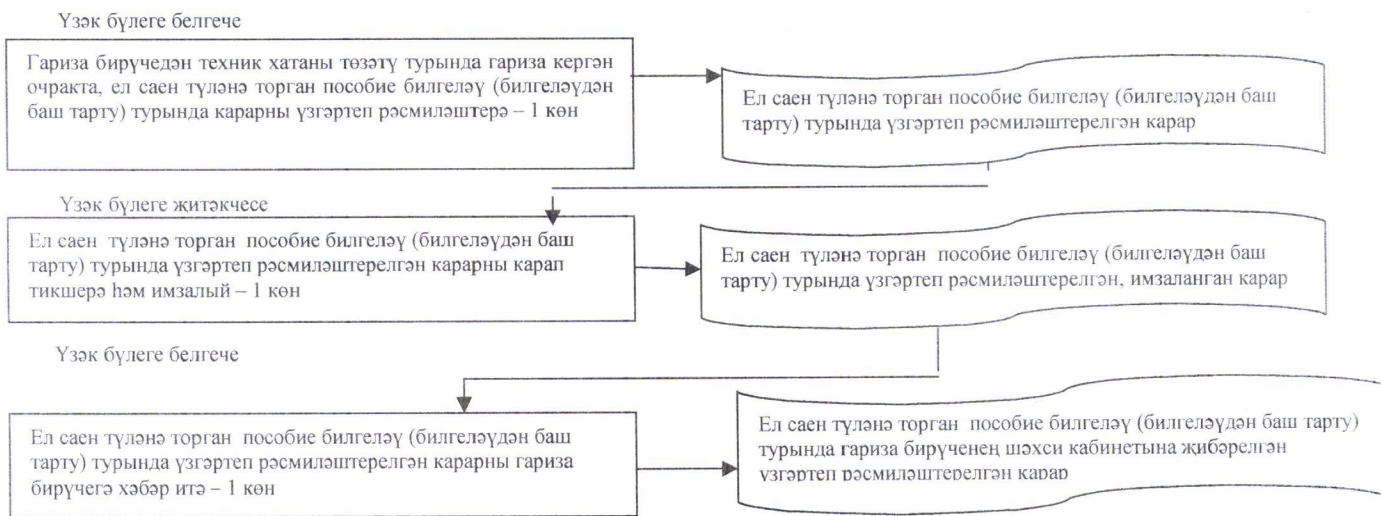 Үзәк бүлеге белгече
Гариза бирүчедән техник хатаны төзәтү турында гариза кергән
очракта, ел саен түләнә торган пособие билгеләү (билгеләүдән
баш тарту) турында карарны үзгәртеп рәсмиләштерә – 1 көн
Ел саен түләнә торган пособие билгеләү (билгеләүдән баш
тарту) турында үзгәртеп рәсмиләштерелгән карар
Үзәк бүлеге җитәкчесе
Ел саен түләнә торган пособие билгеләү (билгеләүдән баш
тарту) турында үзгәртеп рәсмиләштерелгән карарны карап
тикшерә һәм имзалый – 1 көн
Ел саен түләнә торган пособие билгеләү (билгеләүдән баш
тарту) турында үзгәртеп рәсмиләштерелгән, имзаланган карар
Үзәк бүлеге белгече
Ел саен түләнә торган пособие билгеләү (билгеләүдән баш
тарту) турында үзгәртеп рәсмиләштерелгән карарны гариза
бирүчегә хәбәр итә – 1 көн
Ел саен түләнә торган пособие билгеләү (билгеләүдән баш тарту)
турында гариза бирүченең шәхси кабинетына җибәрелгән
үзгәртеп рәсмиләштерелгән карар